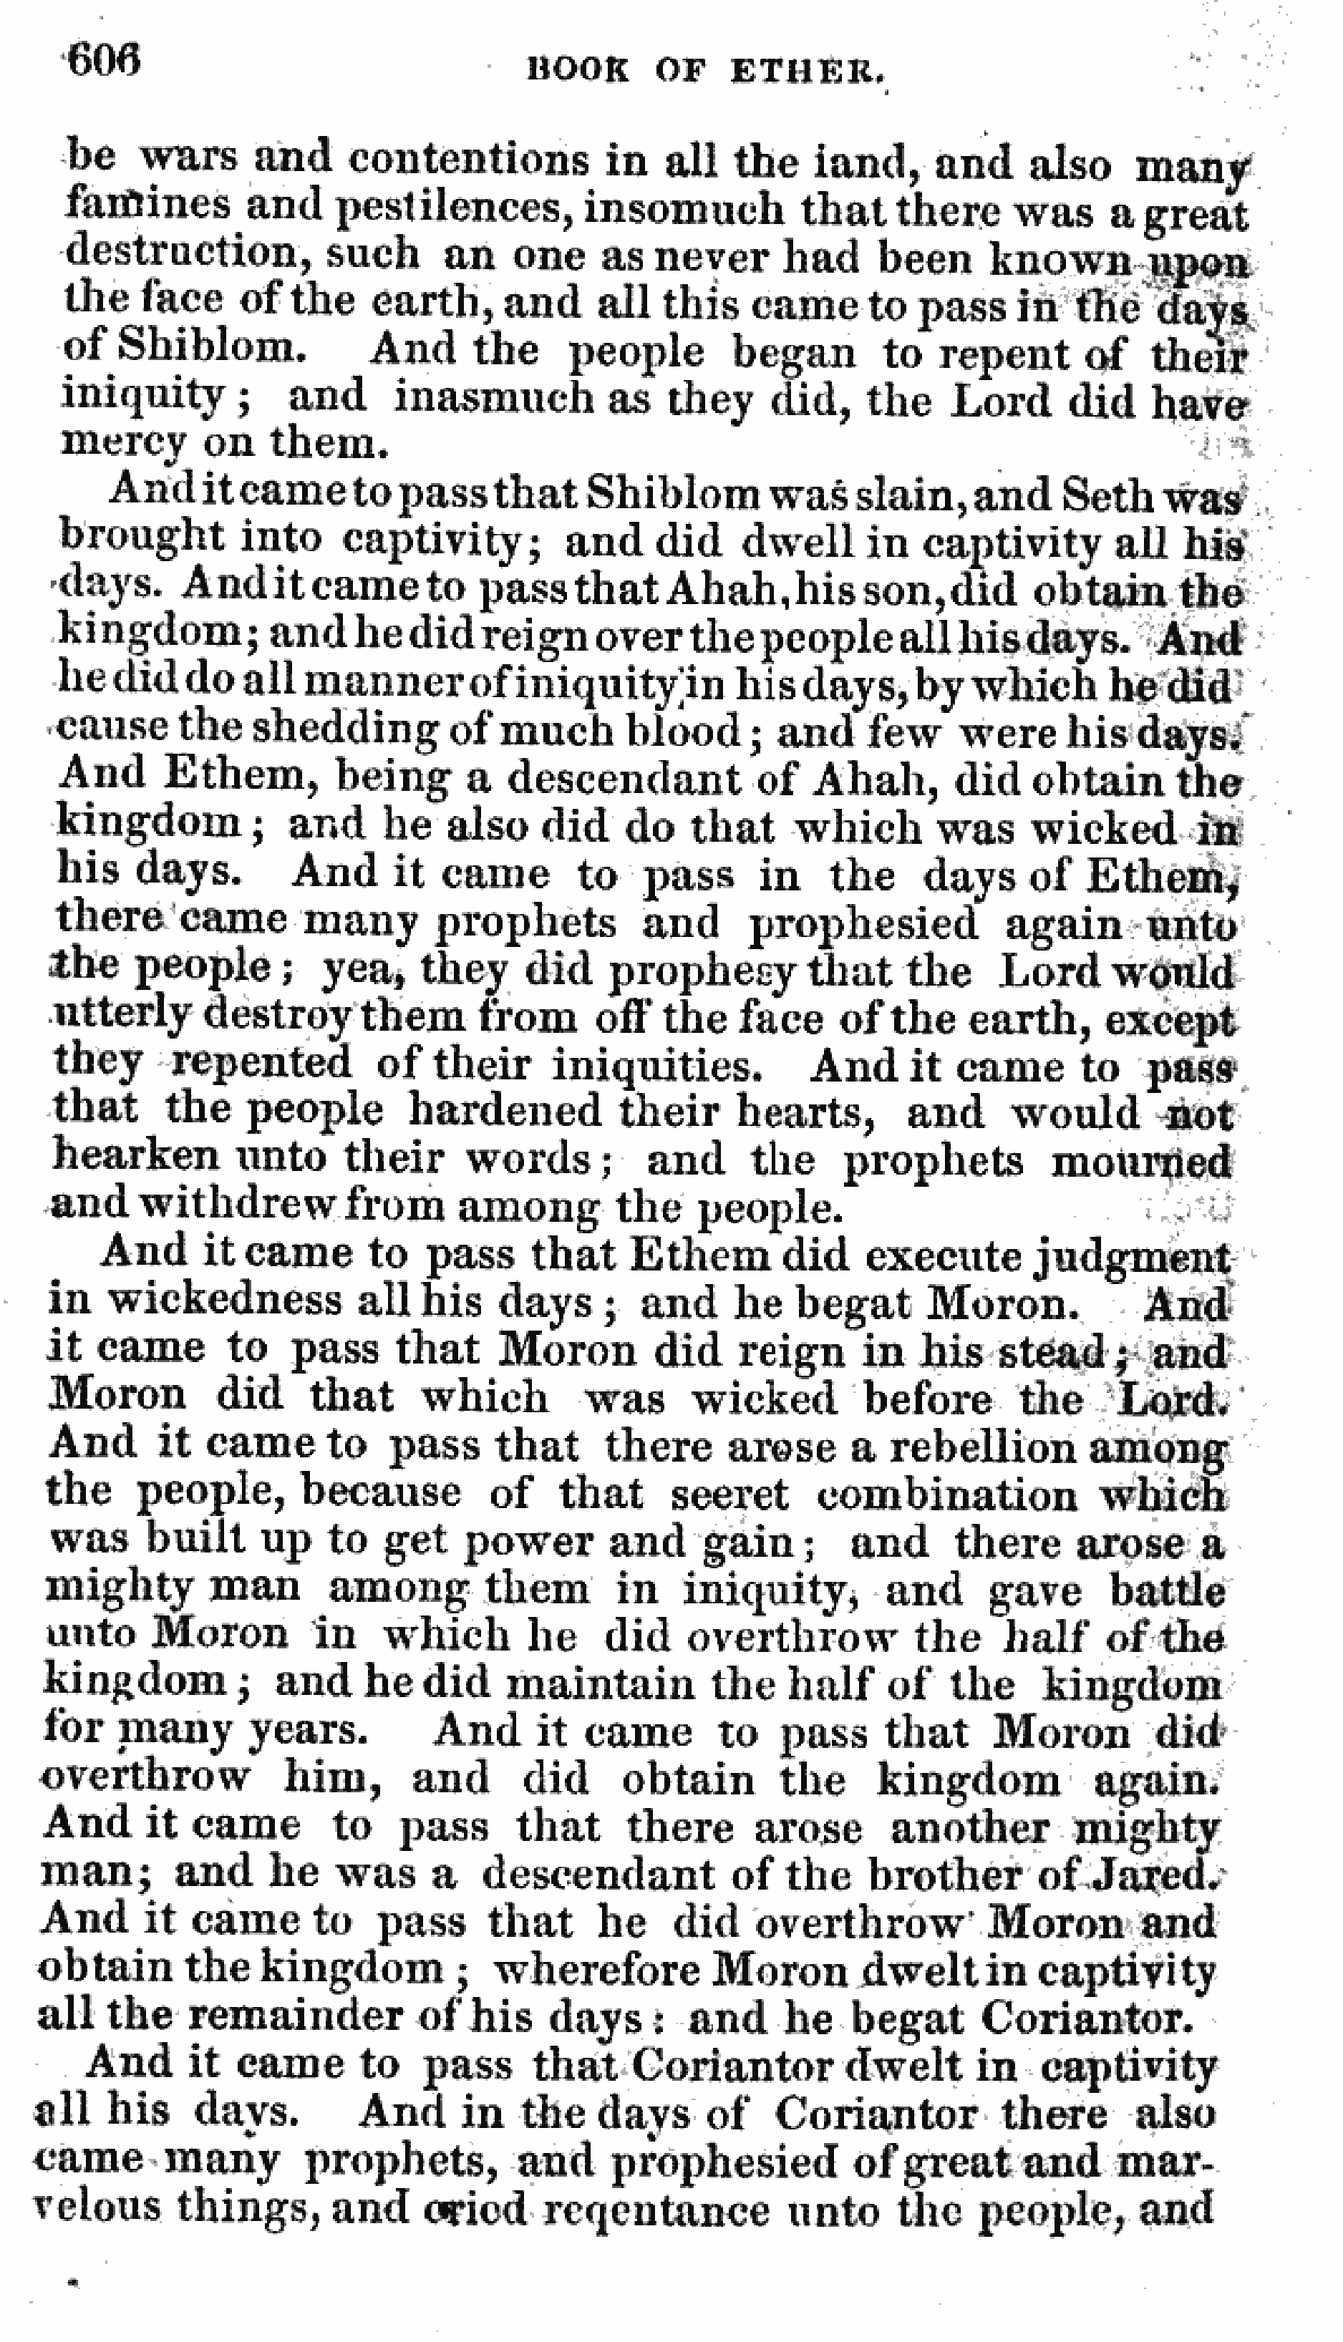 606
BOOK OF ETHER.
be wars and contentions in all the iand, and also many
famines and pestilences, insomuch that there was a great
destruction, such an one as never had been known upon
the face of the earth, and all this came to pass in the days
of Shiblom. And the people began to repent of their
iniquity; and inasmuch as they did, the Lord did have
mercy on them.
And it came to pass that Shiblom was slain, and Seth was
brought into captivity; and did dwell in captivity all his
days. And it came to pass that Ahah, his son, did obtain the
kingdom; and he did reign over the people all his days. And
he did do all manner of iniquity in his days, by which he did
cause the shedding of much blood; and few were his days.
And Ethem, being a descendant of Ahah, did obtain the
kingdom; and he also did do that which was wicked in
his days. And it came to pass in the days of Ethem,
there came many prophets and prophesied again unto
the people; yea, they did prophesy that the Lord would
utterly destroy them from off the face of the earth, except
they repented of their iniquities. And it came to pass
that the people hardened their hearts, and would not
hearken unto their words; and the prophets mourned
and withdrew from among the people.
And it came to pass that Ethem did execute judgment
in wickedness all his days; and he begat Moron. And
it came to pass that Moron did reign in his stead; and
Moron did that which was wicked before the Lord.
And it came to pass that there arose a rebellion among
the people, because of that seeret combination which
was built up to get power and gain; and there arose a
mighty man among them in iniquity, and gave battle
unto Moron in which he did overthrow the half of the
kingdom; and he did maintain the half of the kingdom
for many years. And it came to pass that Moron did
overthrow him, and did obtain the kingdom again.
And it came to pass that there arose another mighty
man; and he was a descendant of the brother of Jared.
And it came to pass that he did overthrow Moron and
obtain the kingdom; wherefore Moron dwelt in captivity
all the remainder of his days: and he begat Coriantor.
And it came to pass that Coriantor dwelt in captivity
all his days. And in the days of Coriantor there also
came many prophets, and prophesied of great and mar-
velous things, and cried reqentance unto the people, and